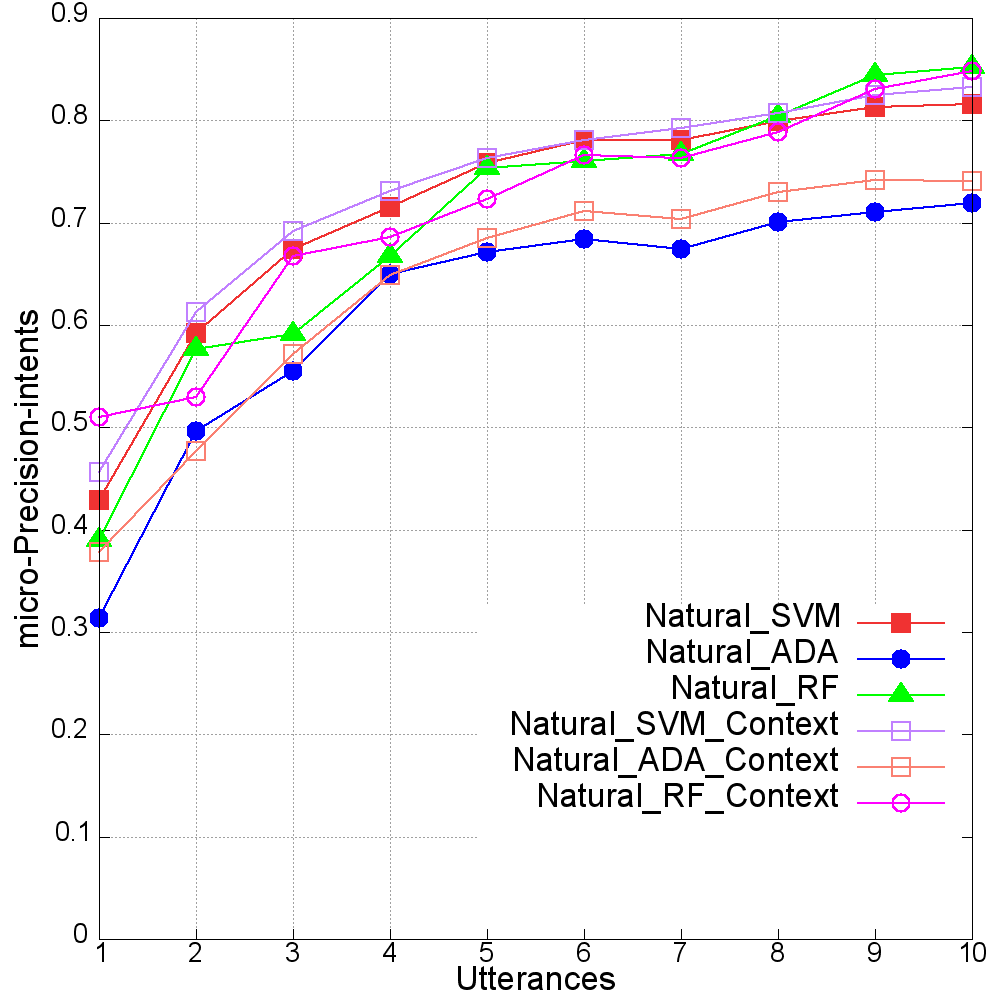 0.9
0.8
0.7
0.6
0.5
0.4
0.3
0.2
0.1
0
1 2 3 4 5 6 7 8 9 10
micro-Precision-intents
Utterances
Natural_SVM
Natural_ADA
Natural_RF
Natural_SVM_Context
Natural_ADA_Context
Natural_RF_Context